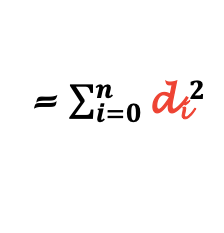 = ∑ⁿᵢ₌₀ dᵢ²